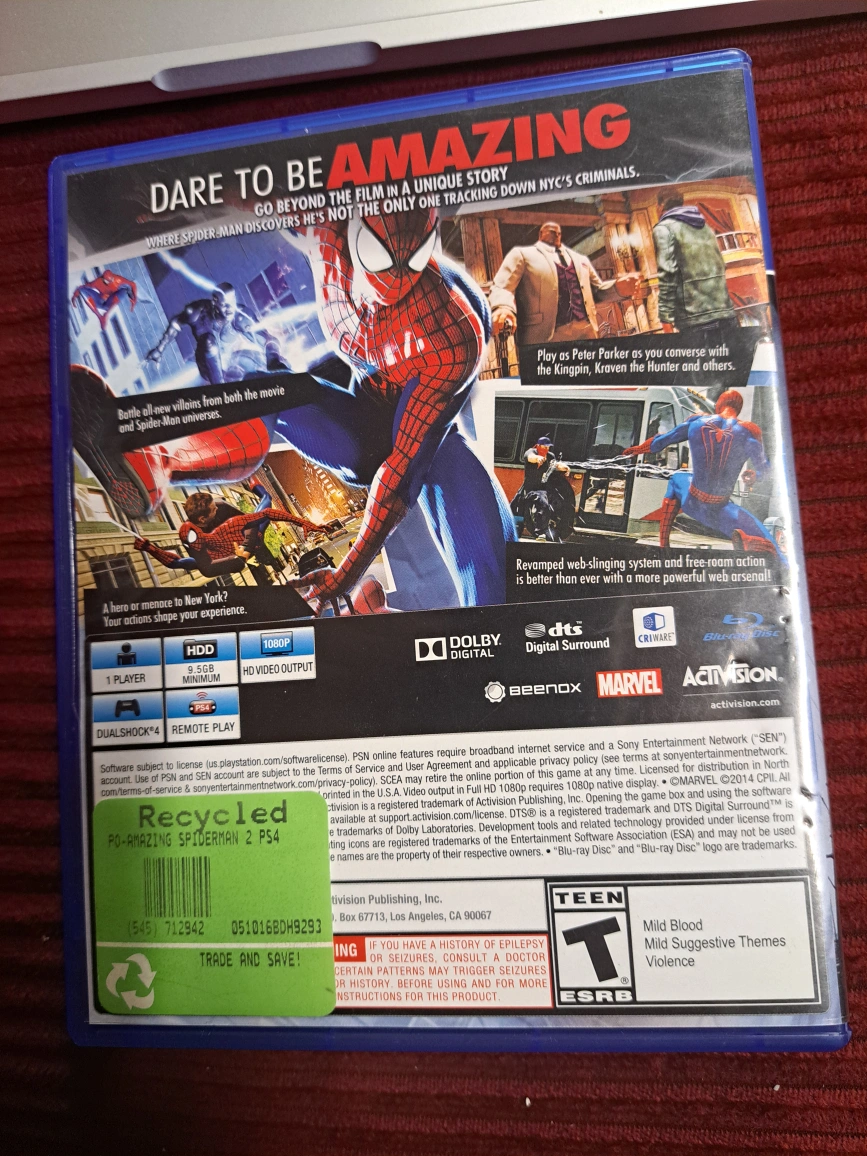 DARE TO BE AMAZING
GO BEYOND THE FILM IN A UNIQUE STORY
WHERE SPIDER-MAN DISCOVERS HE'S NOT THE ONLY ONE TRACKING DOWN NYC'S CRIMINALS.
Play as Peter Parker as you converse with
the Kingpin, Kraven the Hunter and others.
Battle all-new villains from both the movie
and Spider-Man universes.
Revamped web-slinging system and free-roam action
is better than ever with a more powerful web arsenal!
A hero or menace to New York?
Your actions shape your experience.
1 PLAYER
HDD
9.5GB
MINIMUM
1080P
HD VIDEO OUTPUT
DUALSHOCK®4
PS4
REMOTE PLAY
DOLBY
DIGITAL
dts™
Digital Surround
CRIWARE™
Blu-ray Disc
BEENOX
MARVEL
ACTIVISION®
activision.com
Software subject to license (us.playstation.com/softwarelicense). PSN online features require broadband internet service and a Sony Entertainment Network ("SEN")
account. Use of PSN and SEN account are subject to the Terms of Service and User Agreement and applicable privacy policy (see terms at sonyentertainmentnetwork.
com/terms-of-service & sonyentertainmentnetwork.com/privacy-policy). SCEA may retire the online portion of this game at any time. Licensed for distribution in North
printed in the U.S.A. Video output in Full HD 1080p requires 1080p native display. • ©MARVEL ©2014 CPII. All
ctivision is a registered trademark of Activision Publishing, Inc. Opening the game box and using the software
available at support.activision.com/license. DTS® is a registered trademark and DTS Digital Surround™ is
e trademarks of Dolby Laboratories. Development tools and related technology provided under license from
ting icons are registered trademarks of the Entertainment Software Association (ESA) and may not be used
e names are the property of their respective owners. • "Blu-ray Disc" and "Blu-ray Disc" logo are trademarks.
Recycled
PO-AMAZING SPIDERMAN 2 PS4
(545) 712942 051016BDH9293
TRADE AND SAVE!
tivision Publishing, Inc.
. Box 67713, Los Angeles, CA 90067
ING IF YOU HAVE A HISTORY OF EPILEPSY
OR SEIZURES, CONSULT A DOCTOR
CERTAIN PATTERNS MAY TRIGGER SEIZURES
OR HISTORY. BEFORE USING AND FOR MORE
NSTRUCTIONS FOR THIS PRODUCT.
TEEN
T®
ESRB
Mild Blood
Mild Suggestive Themes
Violence